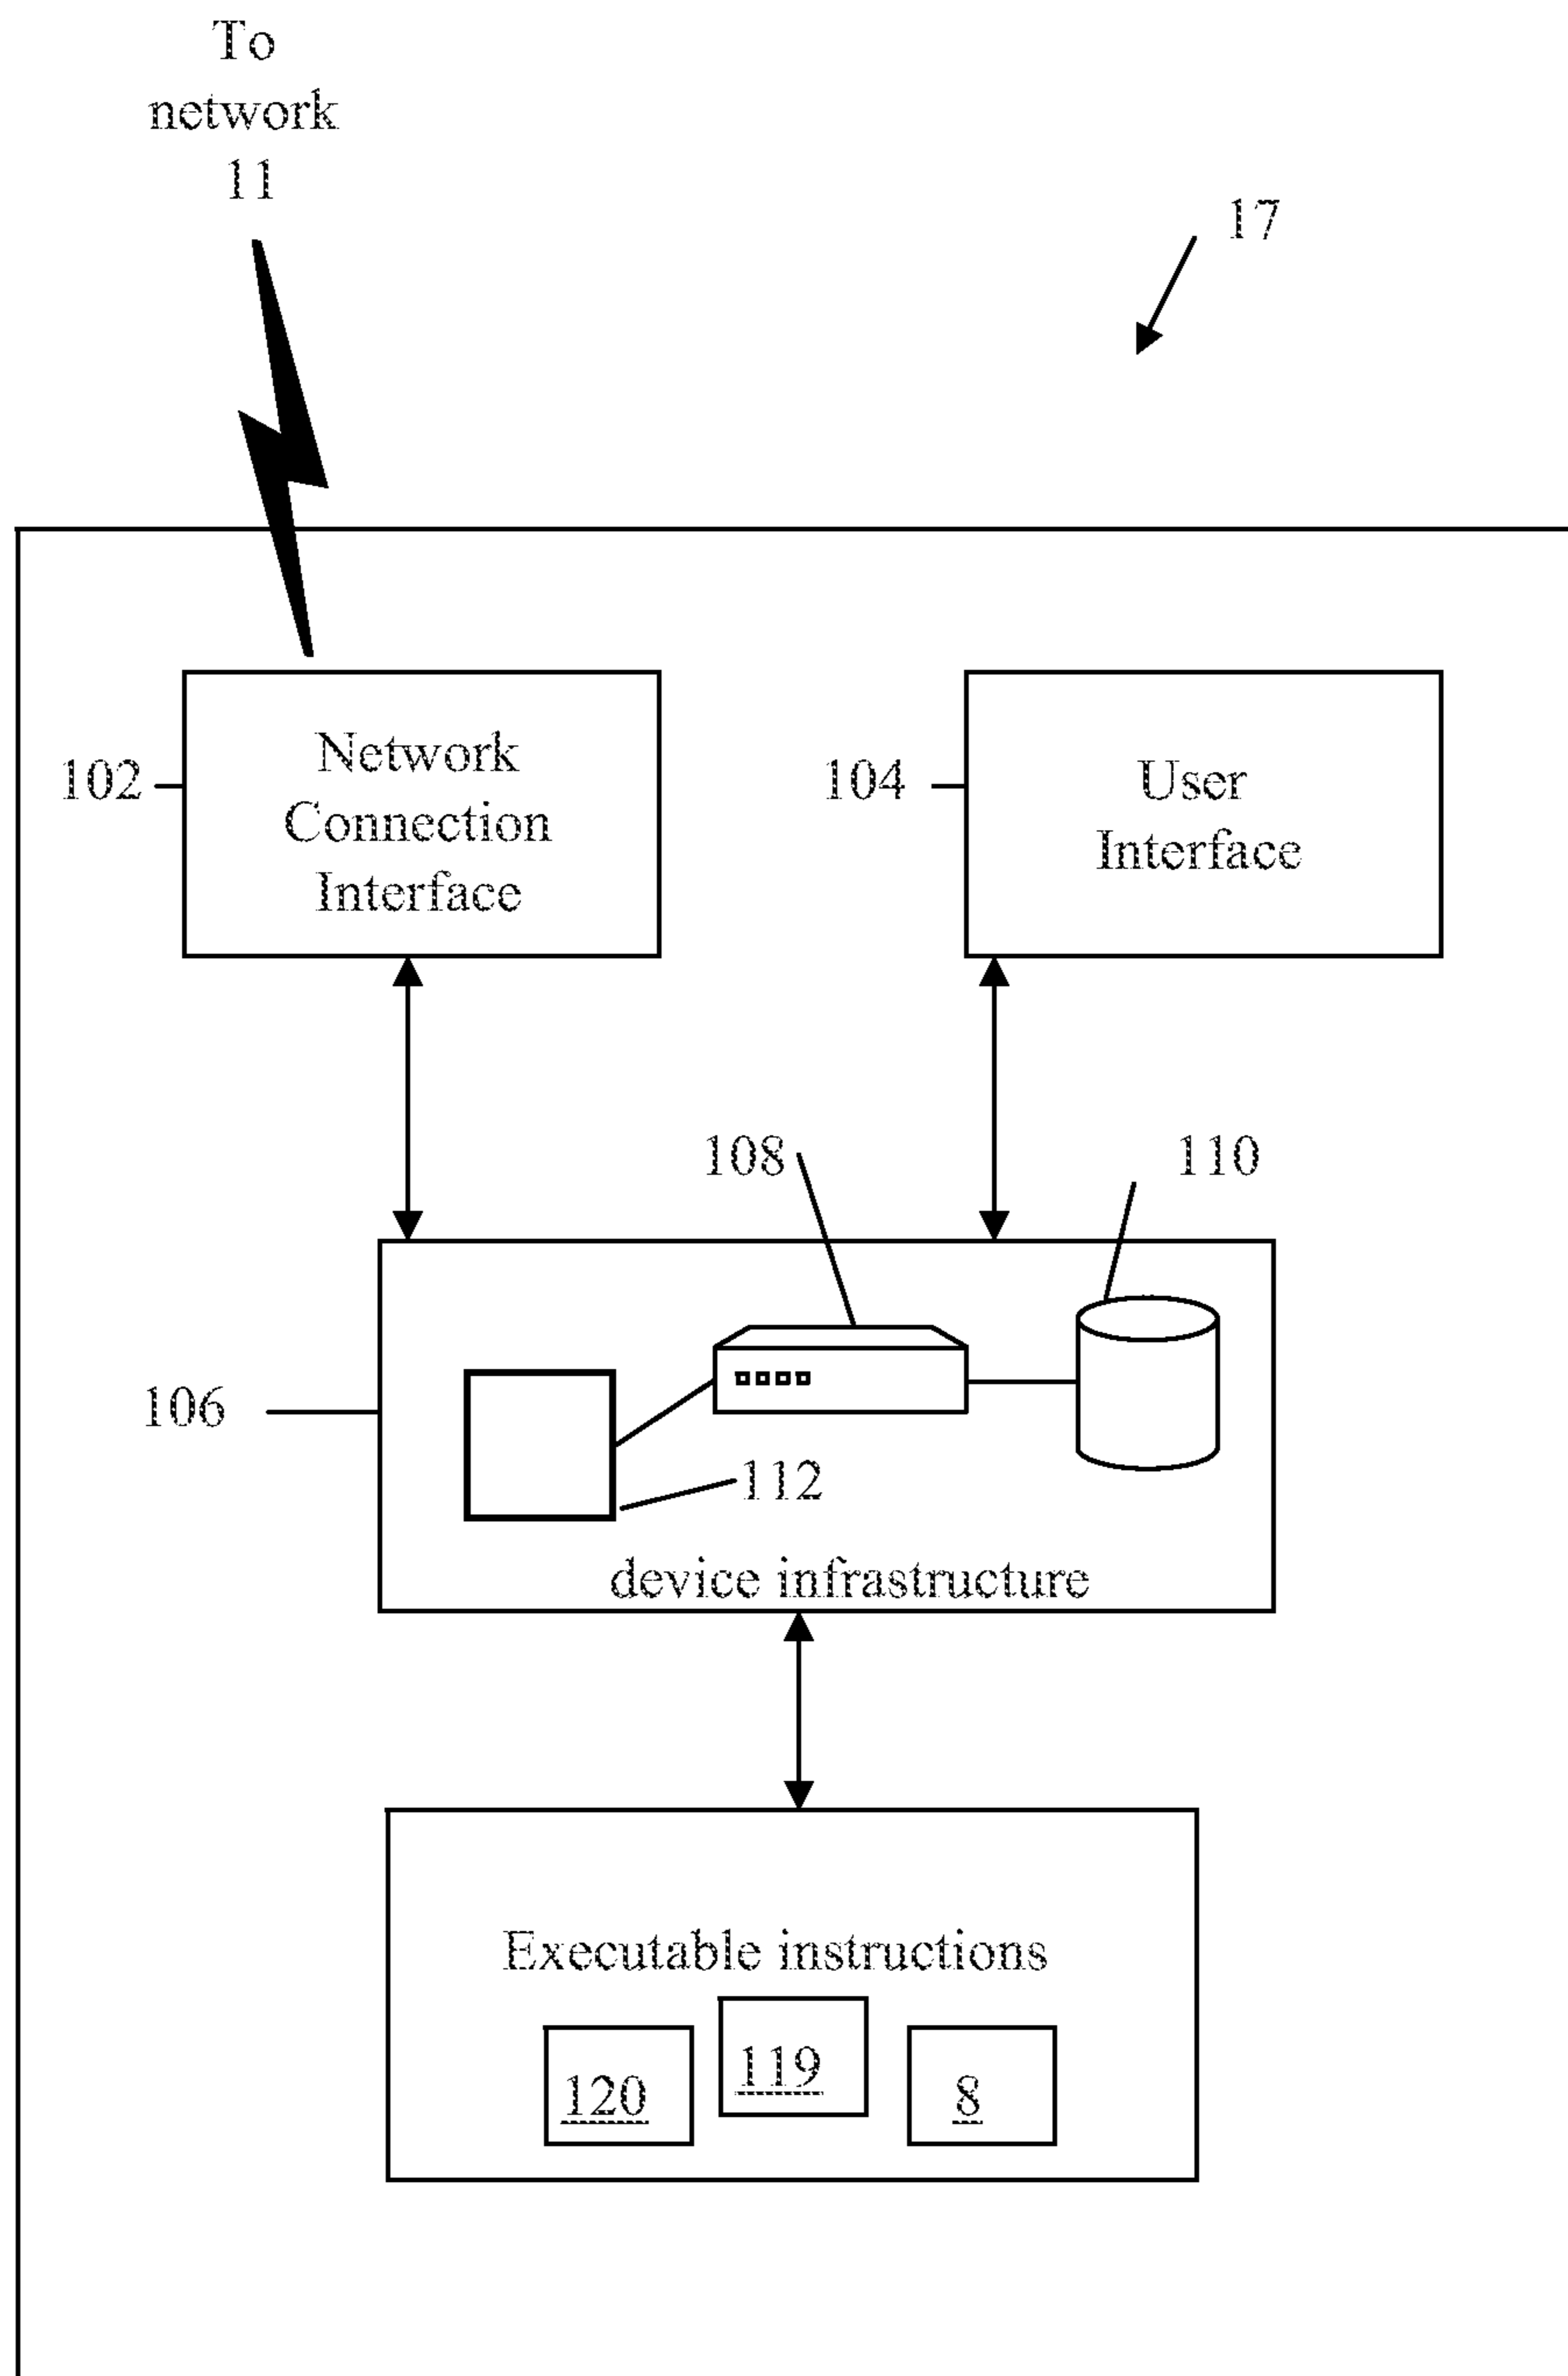 To
network
11
17
102
Network
Connection
Interface
104
User
Interface
108
110
106
112
device infrastructure
Executable instructions
120
119
8